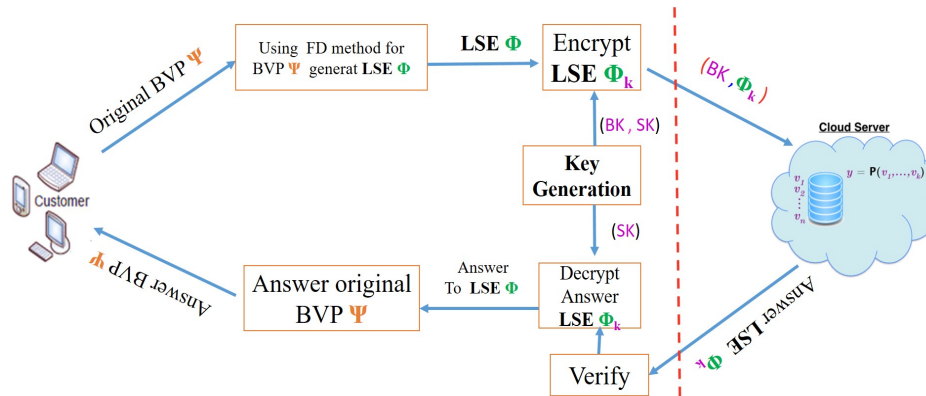 Original BVP Ψ
Using FD method for
BVP Ψ generat LSE Φ
LSE Φ
Encrypt
LSE Φk
(BK, Φk)
(BK , SK)
Key
Generation
(SK)
Cloud Server
v1
v2
⋮
vn
y = P(v1,...,vk)
Customer
Answer LSE Φk
Verify
Decrypt
Answer
LSE Φk
Answer
To LSE Φ
Answer original
BVP Ψ
Answer BVP Ψ